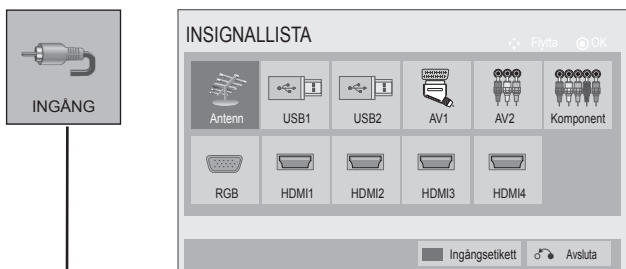 INGÅNG
INSIGNALLISTA
Flytta OK
Antenn USB1 USB2 AV1 AV2 Komponent
RGB HDMI1 HDMI2 HDMI3 HDMI4
Ingångsetikett Avsluta